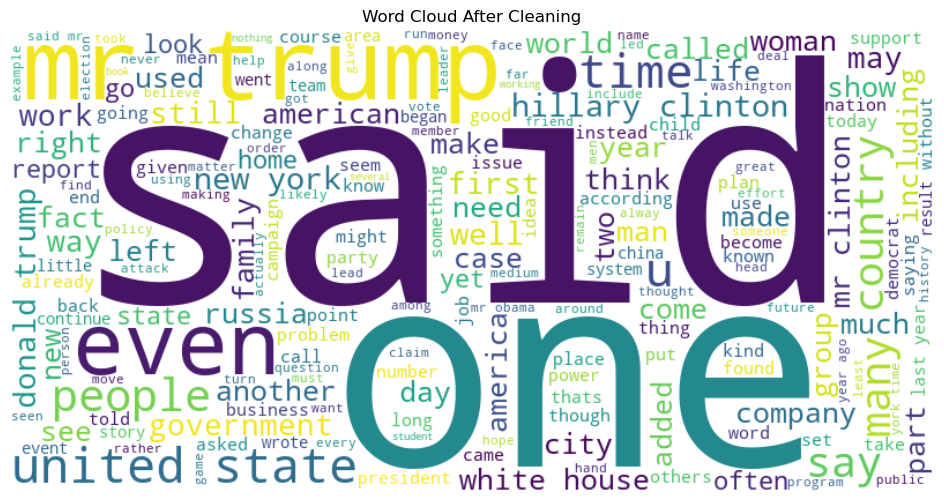 Word Cloud After Cleaning
said
one
mr trump
even
united state
time
people
hillary clinton
country
many
say
new york
government
world
life
woman
may
show
called
support
look
used
go
work
still
american
right
report
fact
way
left
home
family
donald trump
new
see
state
russia
another
day
white house
city
company
often
part
much
group
mr clinton
including
made
need
well
first
year
think
two
man
u
come
case
yet
make
america
added
course
mean
team
went
going
given
change
know
seem
might
party
campaign
something
idea
issue
instead
child
according
system
china
thought
plan
use
become
known
nation
today
democrat
saying
history
result
without
last year
year ago
york time
public
program
take
set
word
others
kind
found
put
thing
job
mr obama
around
future
among
point
problem
call
question
must
number
claim
power
place
thats
though
long
student
president
came
hope
hand
every
wrote
asked
business
want
turn
told
story
rather
event
game
seen
person
move
back
continue
already
little
policy
attack
actually
likely
making
several
using
matter
order
find
end
believe
took
said mr
example
election
never
nothing
help
along
got
give
area
run
money
leader
vote
began
member
good
book
working
face
name
led
far
include
friend
talk
men
deal
washington
great
effort
someone
head
alway
remain
medium
lead
least